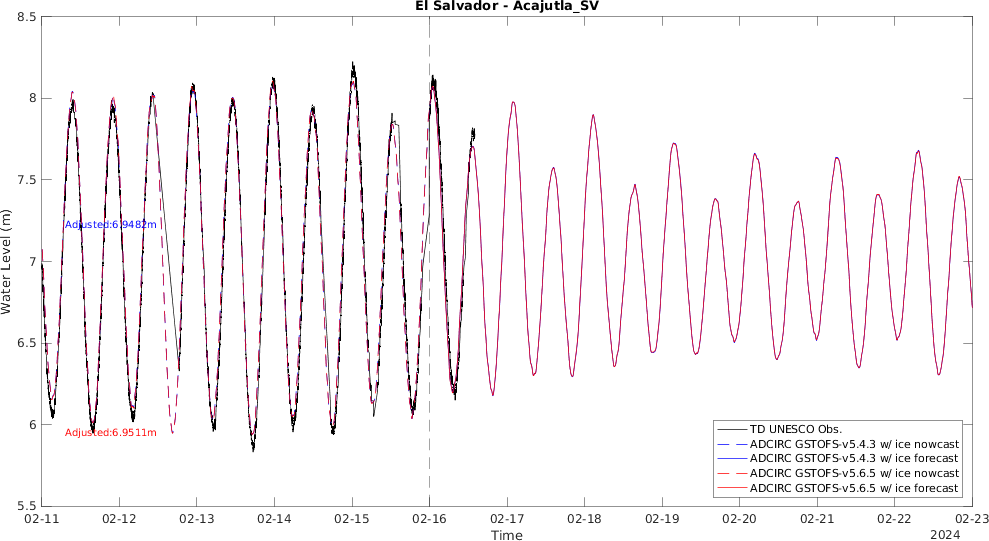 El Salvador - Acajutla_SV
8.5
8
7.5
7
6.5
6
5.5
Water Level (m)
Adjusted:6.9482m
Adjusted:6.9511m
TD UNESCO Obs.
ADCIRC GSTOFS-v5.4.3 w/ ice nowcast
ADCIRC GSTOFS-v5.4.3 w/ ice forecast
ADCIRC GSTOFS-v5.6.5 w/ ice nowcast
ADCIRC GSTOFS-v5.6.5 w/ ice forecast
02-11 02-12 02-13 02-14 02-15 02-16 02-17 02-18 02-19 02-20 02-21 02-22 02-23
Time
2024